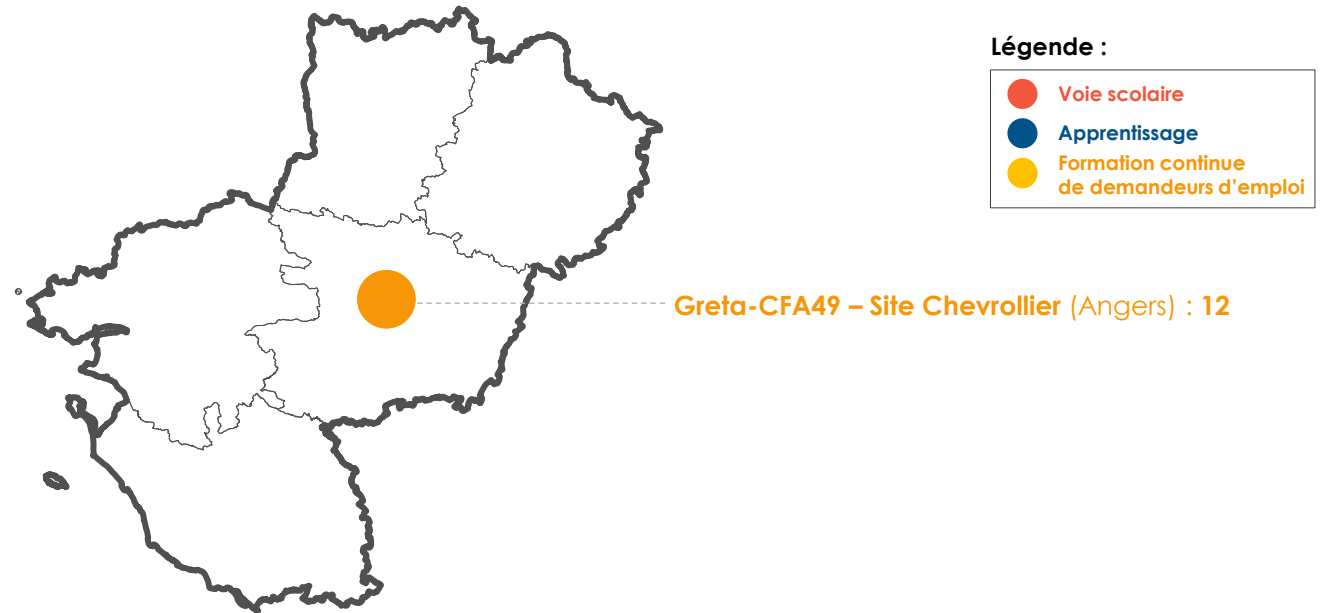 Légende :
Voie scolaire
Apprentissage
Formation continue
de demandeurs d'emploi
Greta-CFA49 – Site Chevrollier (Angers) : 12